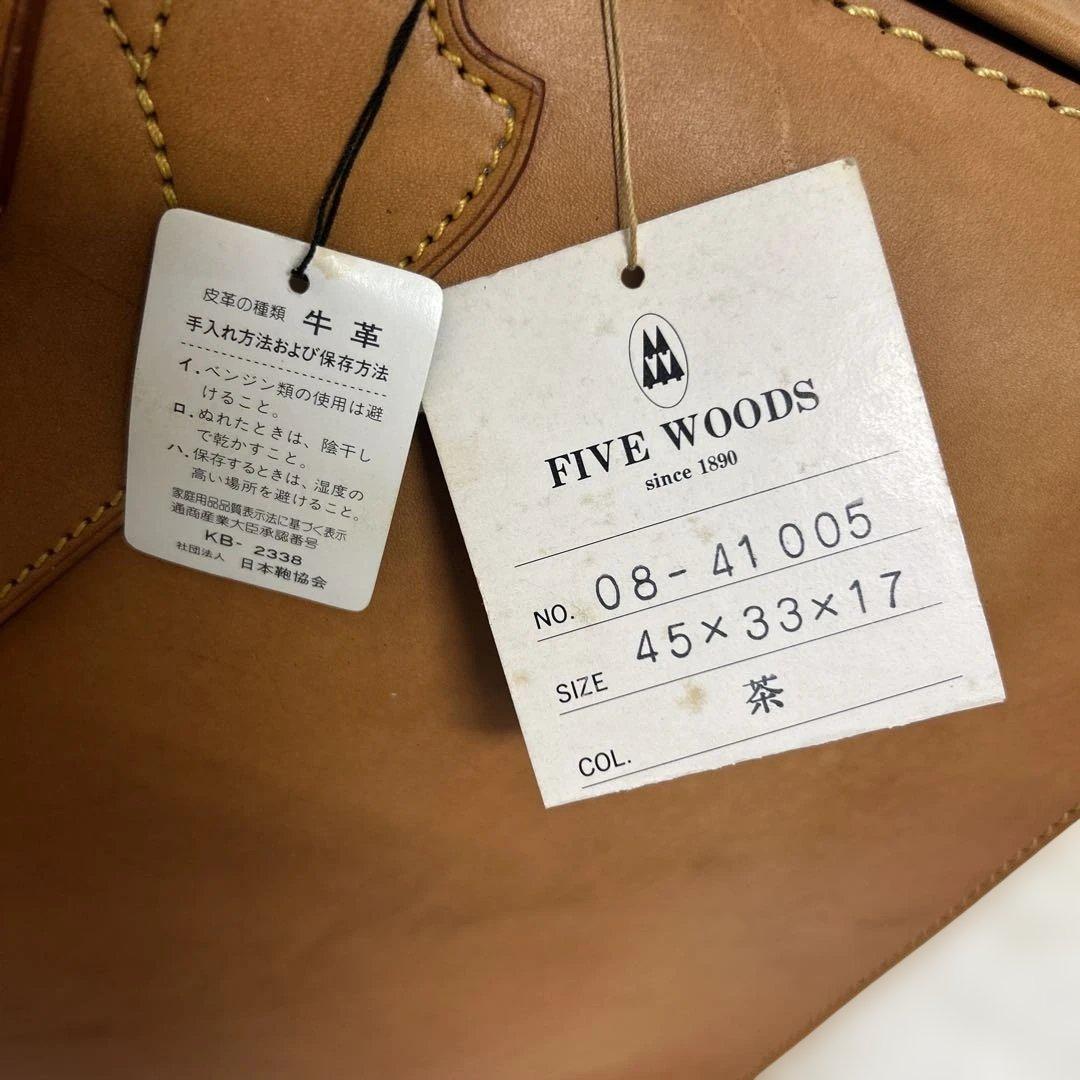 皮革の種類 牛革
手入れ方法および保存方法
イ. ベンジン類の使用は避
けること。
ロ. ぬれたときは、陰干し
で乾かすこと。
ハ. 保存するときは、湿度の
高い場所を避けること。
家庭用品品質表示法に基づく表示
通商産業大臣承認番号
KB- 2338
社団法人 日本鞄協会
FIVE WOODS
since 1890
NO. 08-41005
SIZE 45×33×17
COL. 茶